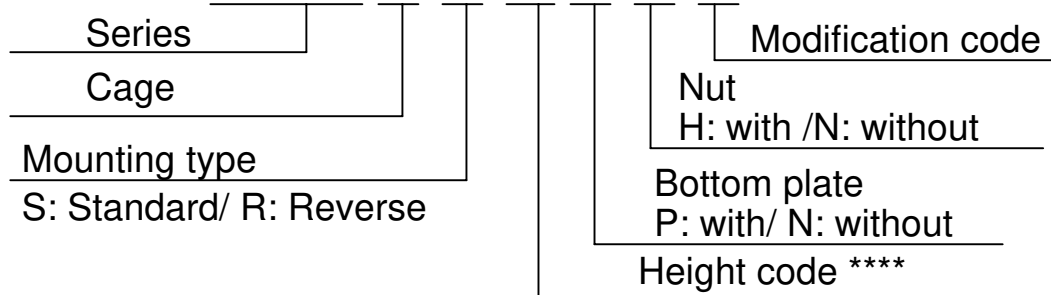 Series
Modification code
Cage
Nut
H: with /N: without
Mounting type
S: Standard/ R: Reverse
Bottom plate
P: with/ N: without
Height code ****